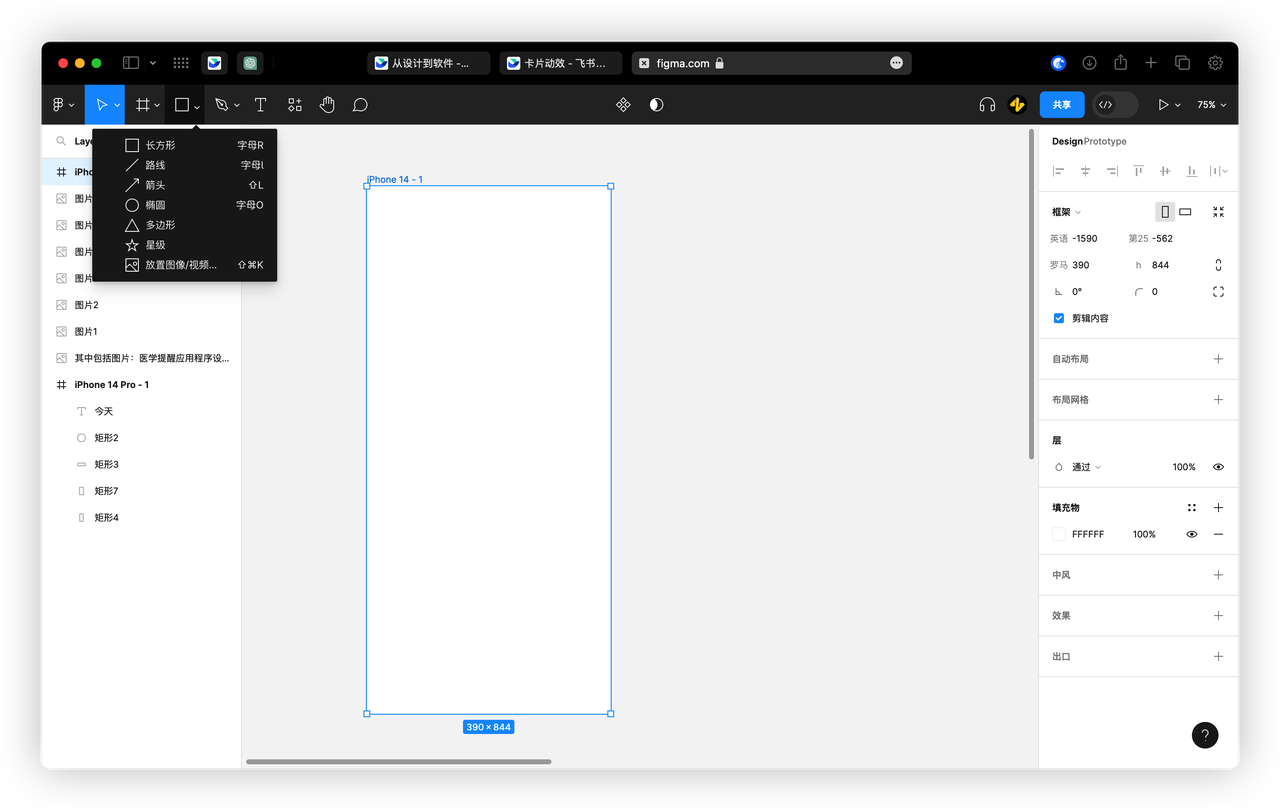 从设计到软件 -...
卡片动效 - 飞书...
figma.com
共享
75%
Laye
iPho
图片
图片
图片
图片
图片2
图片1
其中包括图片：医学提醒应用程序设...
iPhone 14 Pro - 1
今天
矩形2
矩形3
矩形7
矩形4
长方形 字母R
路线 字母l
箭头 ⇧L
椭圆 字母O
多边形
星级
放置图像/视频... ⇧⌘K
iPhone 14 - 1
390 × 844
Design Prototype
框架
英语 -1590 第25 -562
罗马 390 h 844
0° 0
剪辑内容
自动布局
布局网格
层
通过 100%
填充物
FFFFFF 100%
中风
效果
出口
?